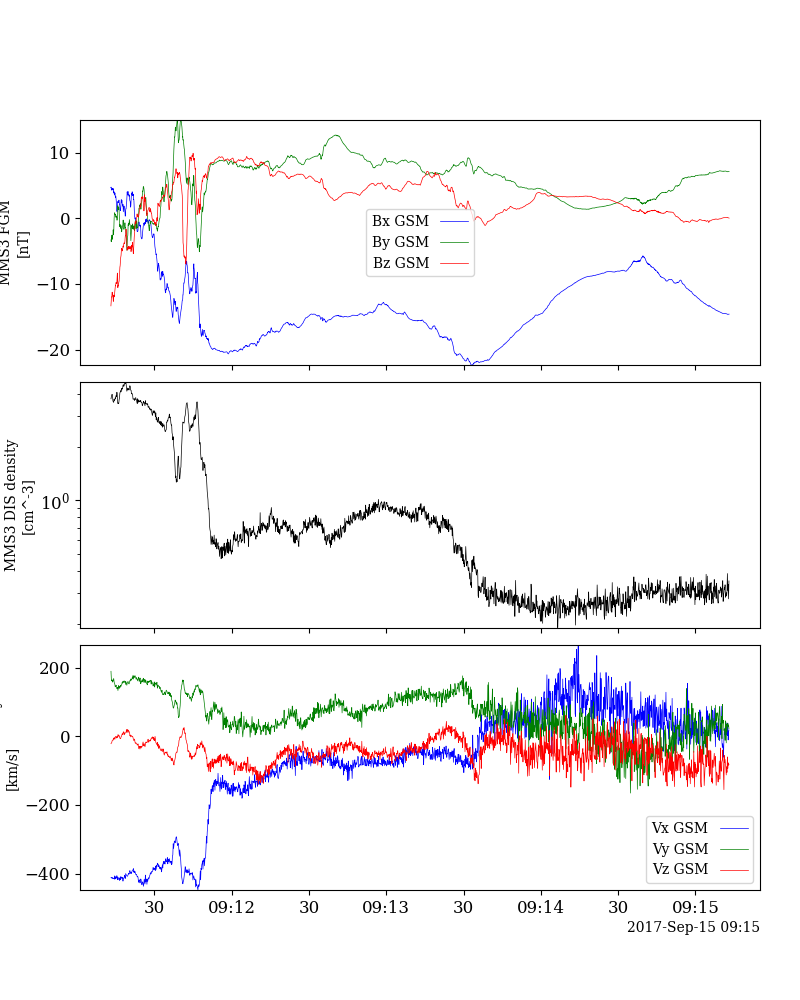 10
0
−10
−20
MMS3 FGM
[nT]
Bx GSM
By GSM
Bz GSM
10^0
MMS3 DIS density
[cm^-3]
200
0
−200
−400
[km/s]
Vx GSM
Vy GSM
Vz GSM
30 09:12 30 09:13 30 09:14 30 09:15
2017-Sep-15 09:15